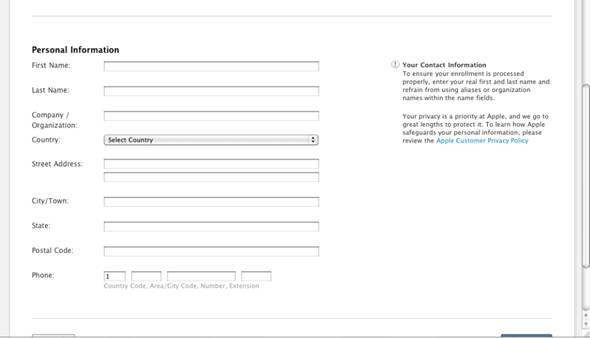 Personal Information
First Name:
Last Name:
Company /
Organization:
Country:
Select Country
Street Address:
City/Town:
State:
Postal Code:
Phone:
1
Country Code, Area/City Code, Number, Extension
Your Contact Information
To ensure your enrollment is processed
properly, enter your real first and last name and
refrain from using aliases or organization
names within the name fields.
Your privacy is a priority at Apple, and we go to
great lengths to protect it. To learn how Apple
safeguards your personal information, please
review the Apple Customer Privacy Policy